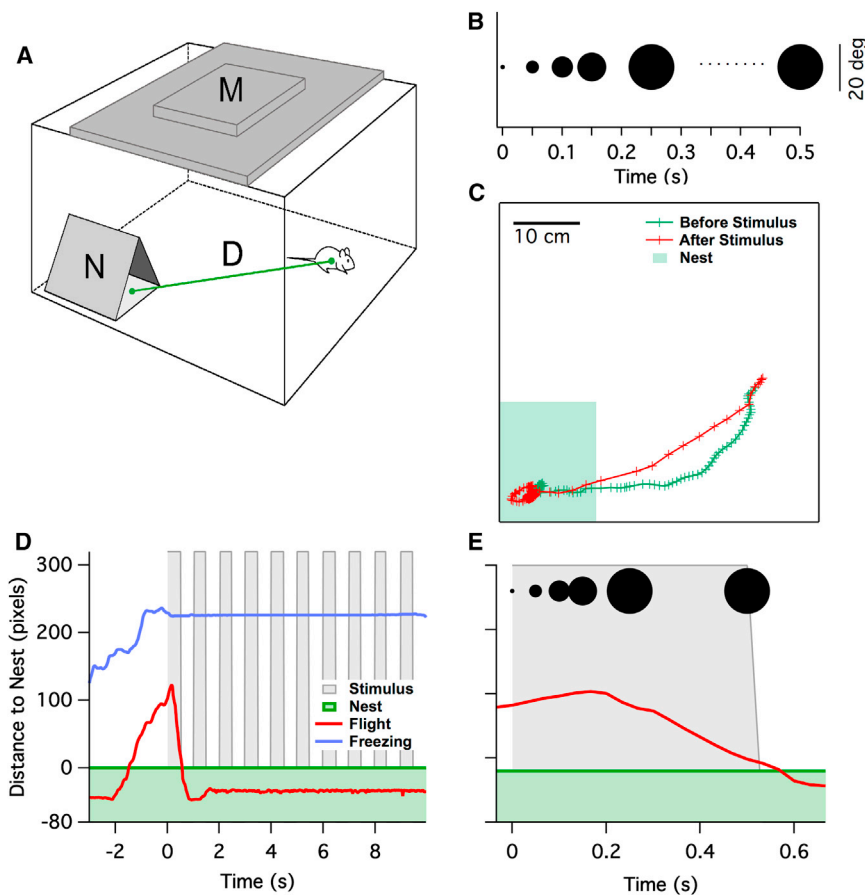 A
M
N
D
B
20 deg
0
0.1
0.2
0.3
0.4
0.5
Time (s)
C
10 cm
Before Stimulus
After Stimulus
Nest
D
Distance to Nest (pixels)
300
200
100
0
-80
Stimulus
Nest
Flight
Freezing
-2
0
2
4
6
8
Time (s)
E
0
0.2
0.4
0.6
Time (s)